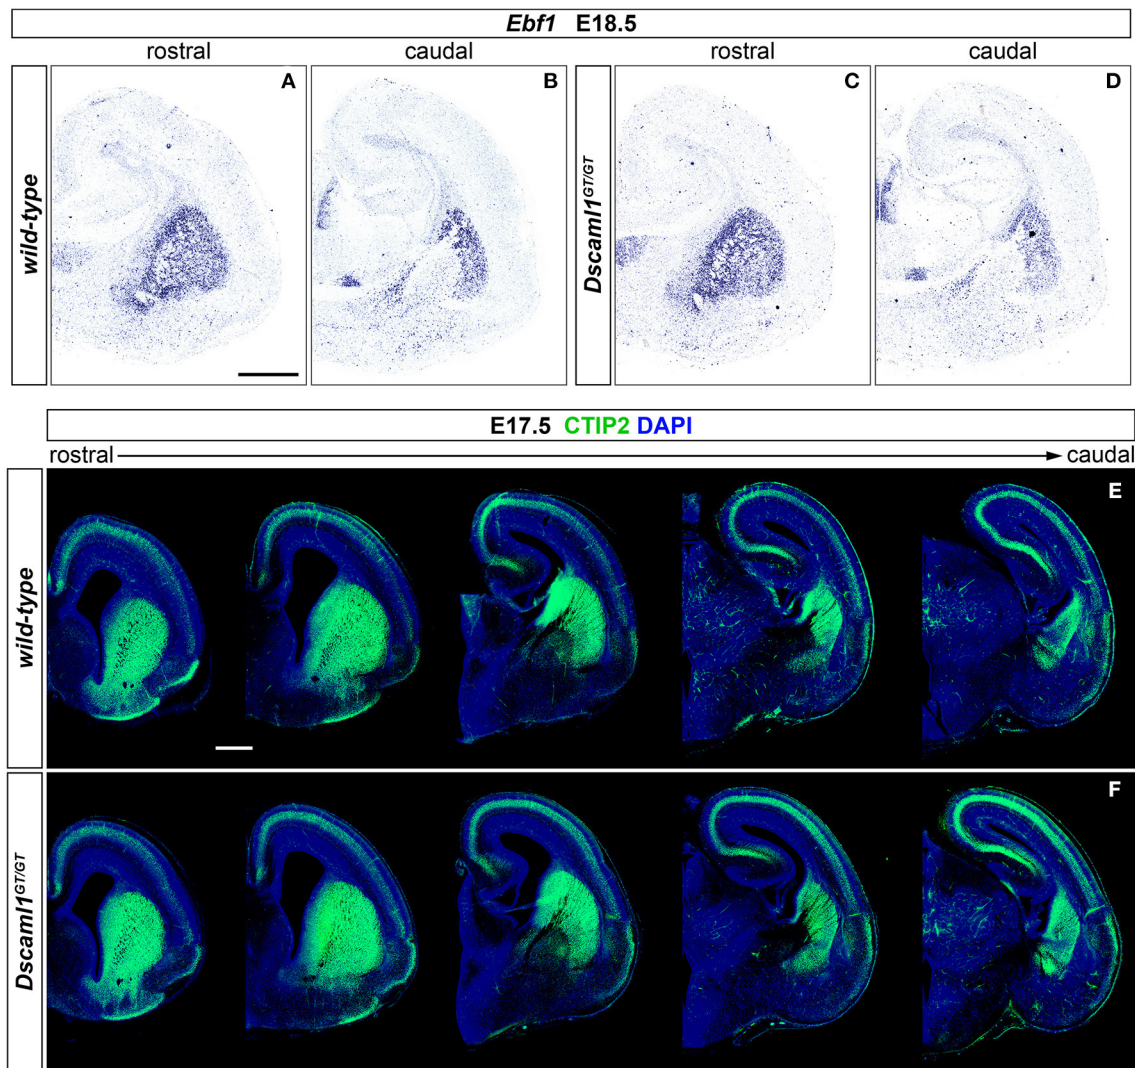 Ebf1 E18.5
rostral caudal rostral caudal
wild-type
A B
Dscaml1GT/GT
C D
E17.5 CTIP2 DAPI
rostral caudal
wild-type
E
Dscaml1GT/GT
F